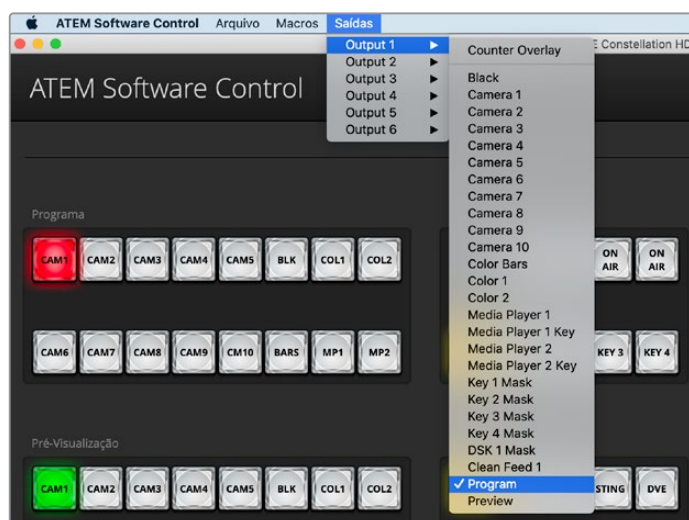 ATEM Software Control Arquivo Macros Saídas
Output 1
Output 2
Output 3
Output 4
Output 5
Output 6
Counter Overlay
Black
Camera 1
Camera 2
Camera 3
Camera 4
Camera 5
Camera 6
Camera 7
Camera 8
Camera 9
Camera 10
Color Bars
Color 1
Color 2
Media Player 1
Media Player 1 Key
Media Player 2
Media Player 2 Key
Key 1 Mask
Key 2 Mask
Key 3 Mask
Key 4 Mask
DSK 1 Mask
Clean Feed 1
✓ Program
Preview
Constellation HD
ATEM Software Control
Programa
CAM1 CAM2 CAM3 CAM4 CAM5 BLK COL1 COL2
ON AIR ON AIR
CAM6 CAM7 CAM8 CAM9 CM10 BARS MP1 MP2
KEY 3 KEY 4
Pré-Visualização
CAM1 CAM2 CAM3 CAM4 CAM5 BLK COL1 COL2
STING DVE